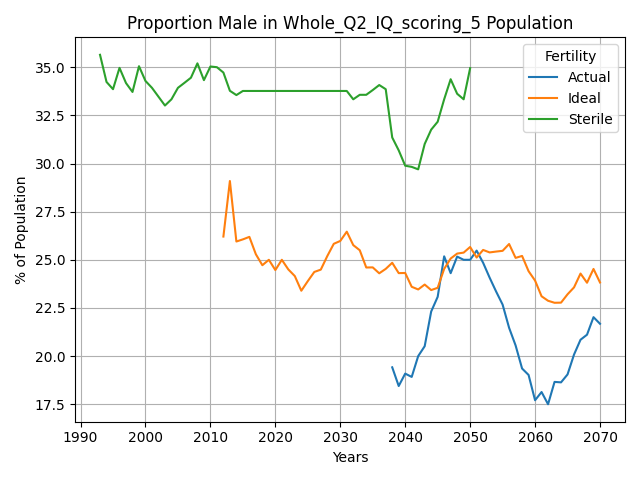 Proportion Male in Whole_Q2_IQ_scoring_5 Population
% of Population
35.0
32.5
30.0
27.5
25.0
22.5
20.0
17.5
Fertility
Actual
Ideal
Sterile
1990 2000 2010 2020 2030 2040 2050 2060 2070
Years